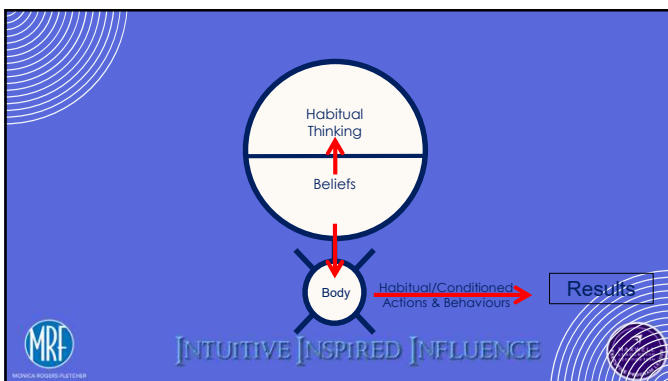 Habitual
Thinking
Beliefs
Body
Habitual/Conditioned
Actions & Behaviours
Results
MRF
MONICA ROGERS-FLETCHER
INTUITIVE INSPIRED INFLUENCE